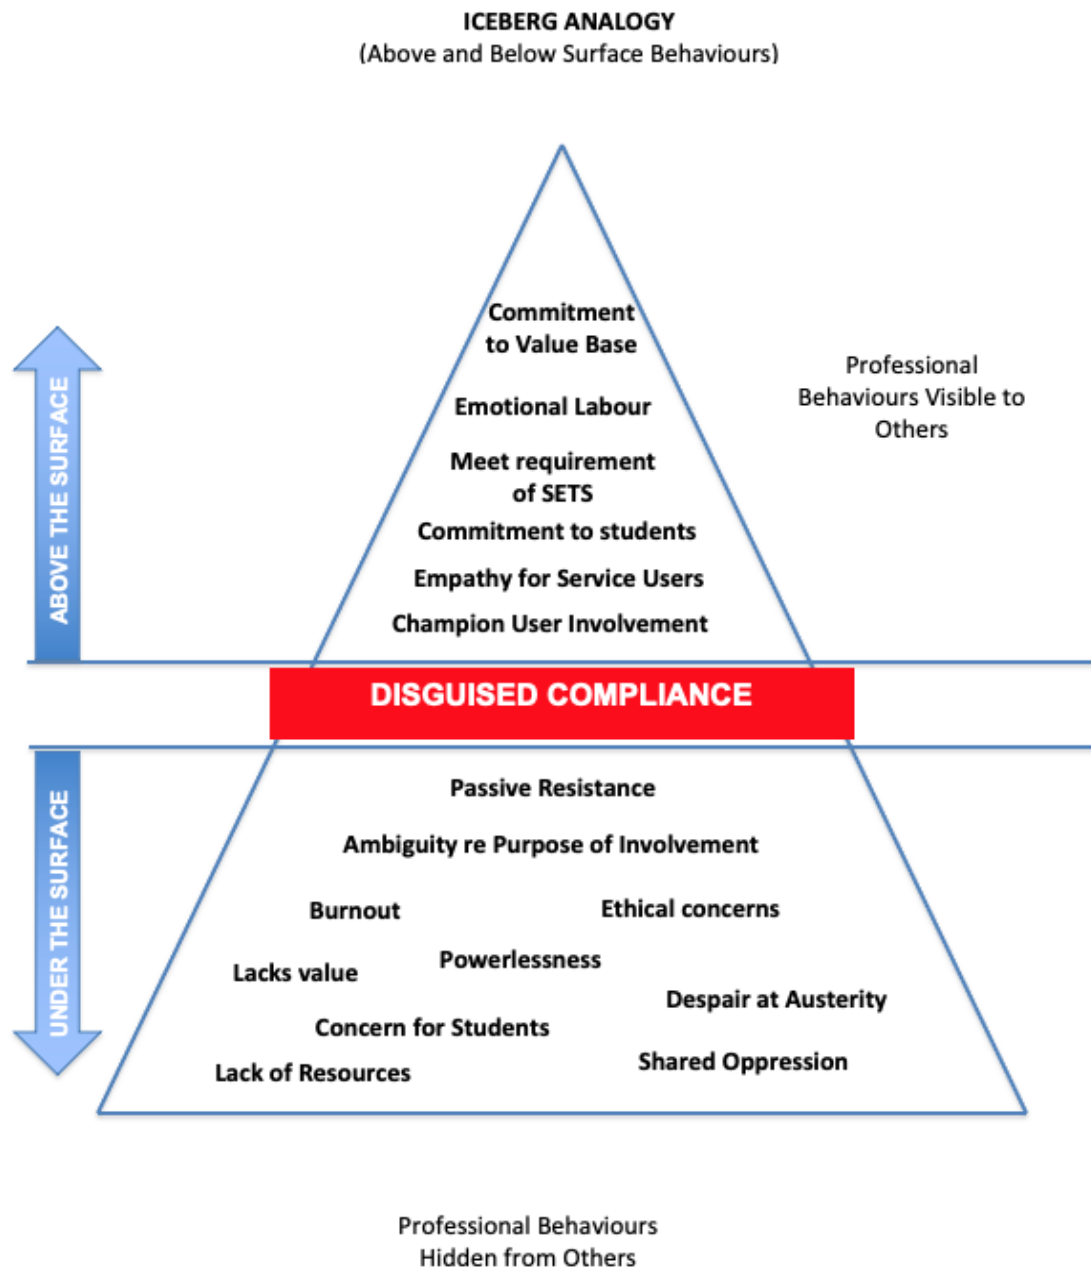 ICEBERG ANALOGY
(Above and Below Surface Behaviours)
Commitment
to Value Base
Emotional Labour
Meet requirement
of SETS
Commitment to students
Empathy for Service Users
Champion User Involvement
ABOVE THE SURFACE
Professional
Behaviours Visible to
Others
DISGUISED COMPLIANCE
UNDER THE SURFACE
Passive Resistance
Ambiguity re Purpose of Involvement
Burnout
Ethical concerns
Powerlessness
Lacks value
Despair at Austerity
Concern for Students
Shared Oppression
Lack of Resources
Professional Behaviours
Hidden from Others